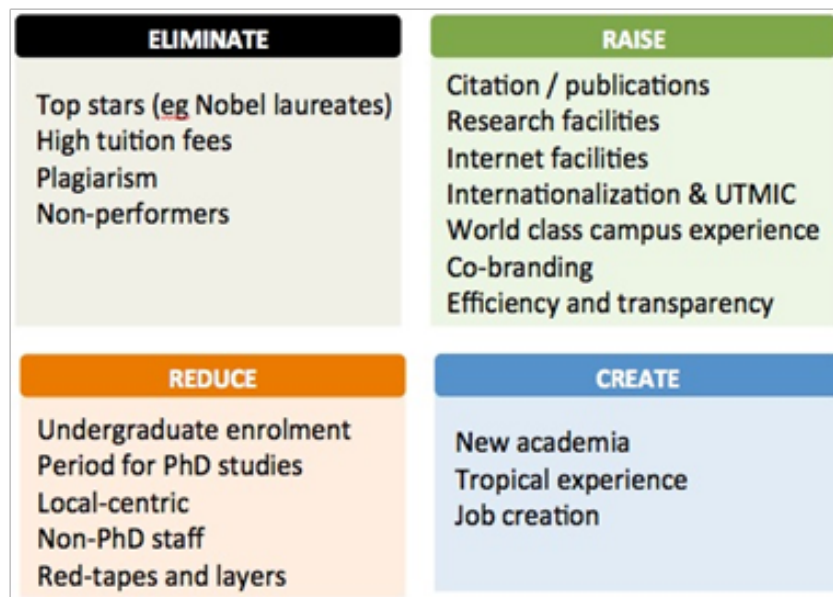 ELIMINATE
Top stars (eg Nobel laureates)
High tuition fees
Plagiarism
Non-performers
RAISE
Citation / publications
Research facilities
Internet facilities
Internationalization & UTMIC
World class campus experience
Co-branding
Efficiency and transparency
REDUCE
Undergraduate enrolment
Period for PhD studies
Local-centric
Non-PhD staff
Red-tapes and layers
CREATE
New academia
Tropical experience
Job creation